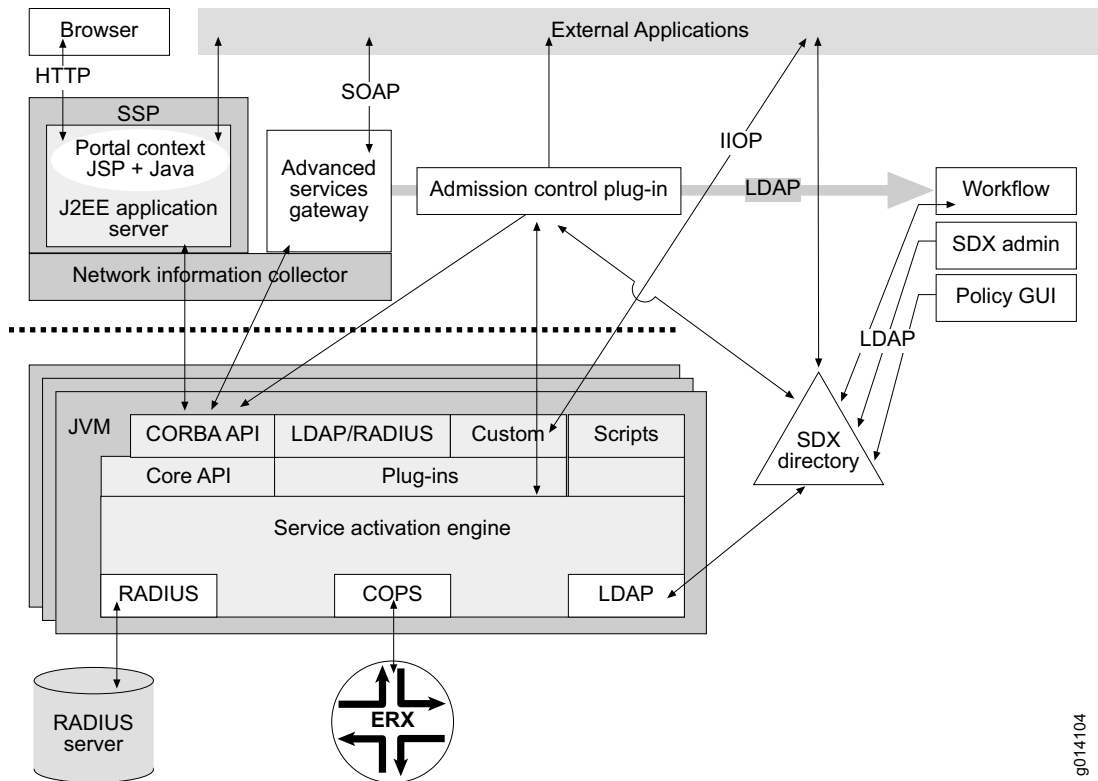 Browser
External Applications
HTTP
SOAP
SSP
IIOP
Portal context
JSP + Java
J2EE application
server
Advanced
services
gateway
Admission control plug-in
LDAP
Workflow
SDX admin
Policy GUI
Network information collector
LDAP
JVM
CORBA API
LDAP/RADIUS
Custom
Scripts
SDX
directory
Core API
Plug-ins
Service activation engine
RADIUS
COPS
LDAP
RADIUS
server
ERX
g014104